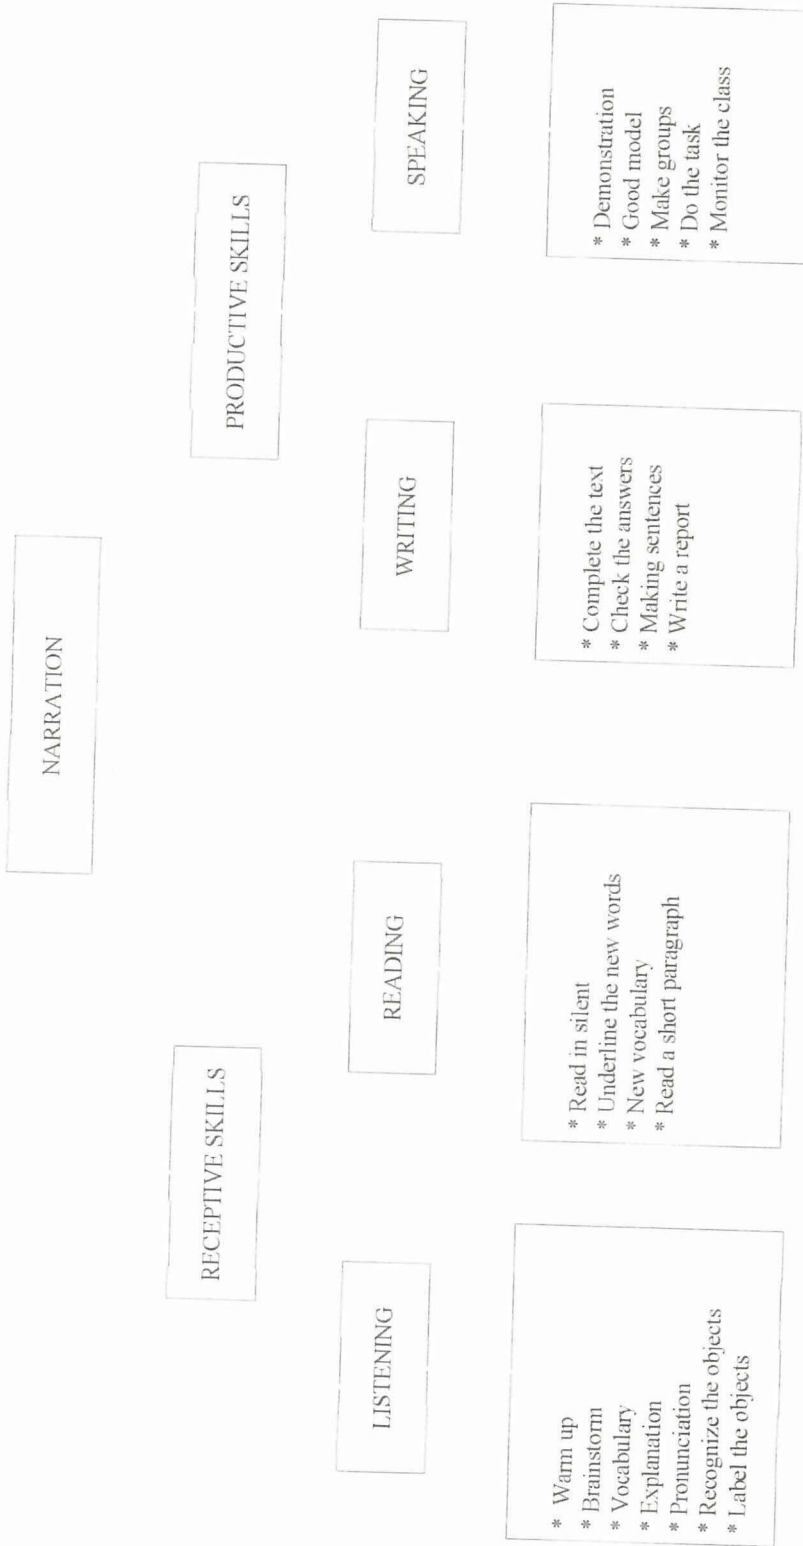 NARRATION
RECEPTIVE SKILLS
PRODUCTIVE SKILLS
LISTENING
READING
WRITING
SPEAKING
* Warm up
* Brainstorm
* Vocabulary
* Explanation
* Pronunciation
* Recognize the objects
* Label the objects
* Read in silent
* Underline the new words
* New vocabulary
* Read a short paragraph
* Complete the text
* Check the answers
* Making sentences
* Write a report
* Demonstration
* Good model
* Make groups
* Do the task
* Monitor the class